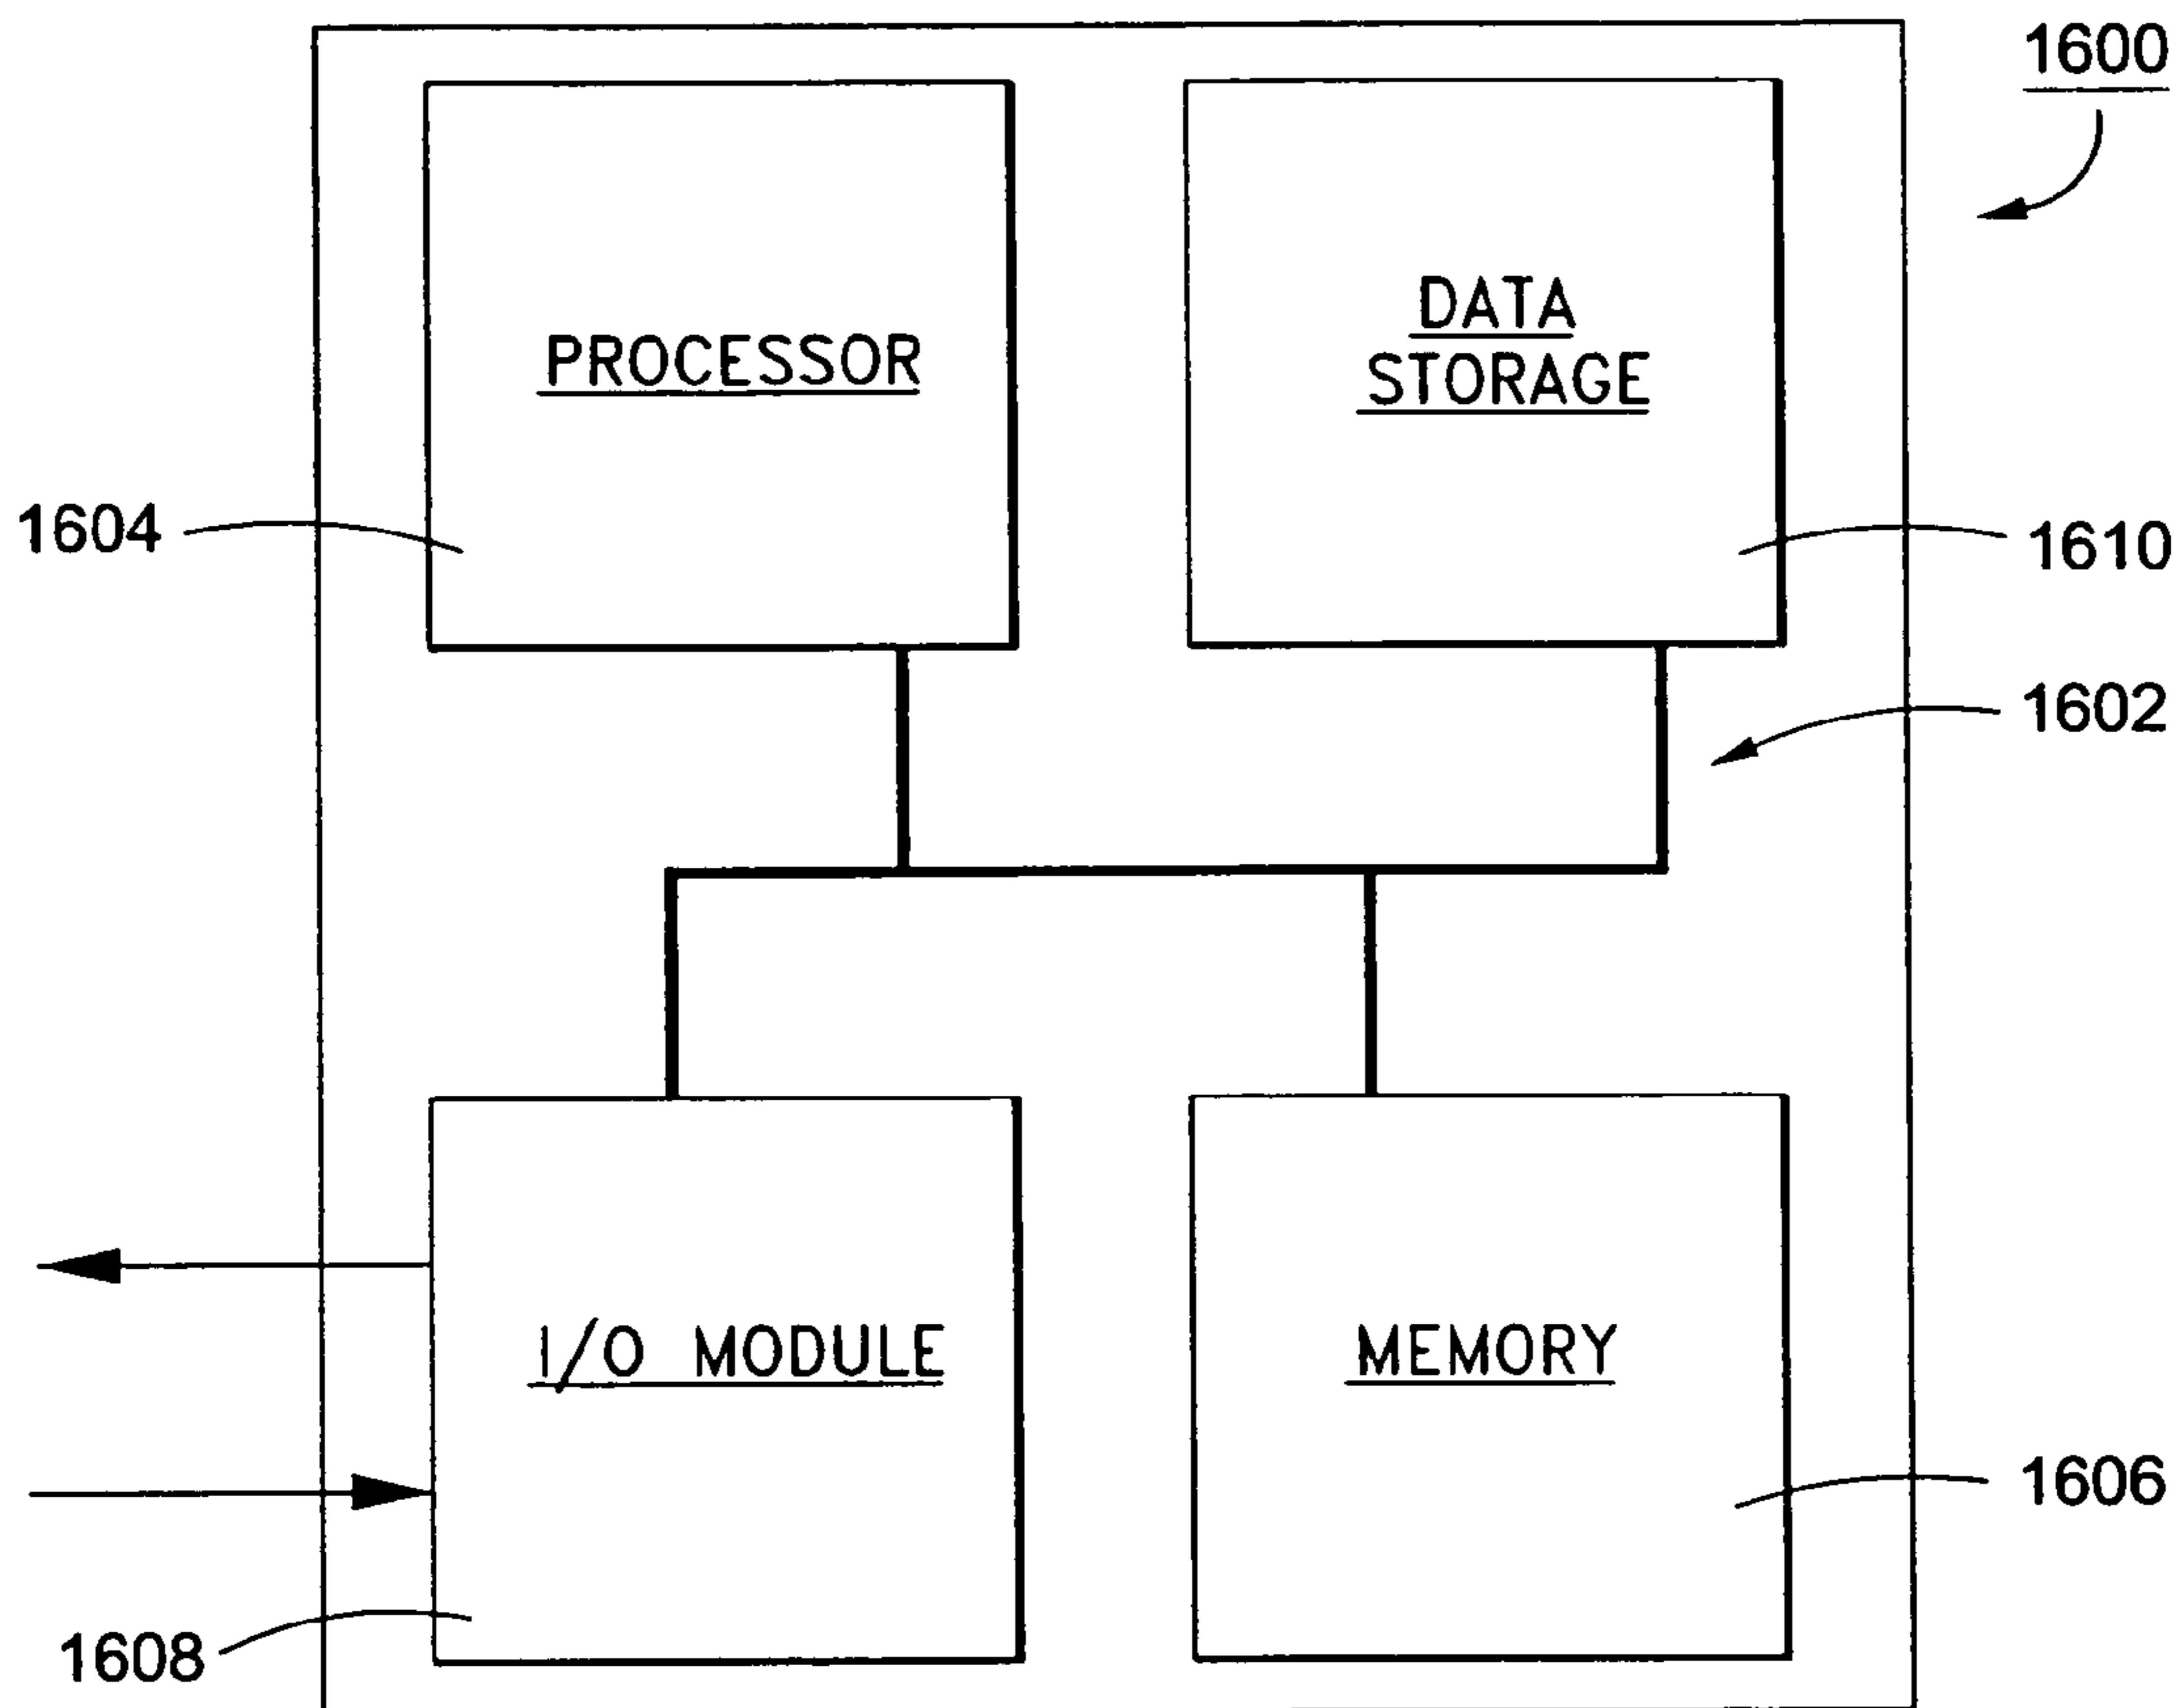 1600
PROCESSOR
DATA
STORAGE
1604
1610
1602
I/O MODULE
MEMORY
1606
1608